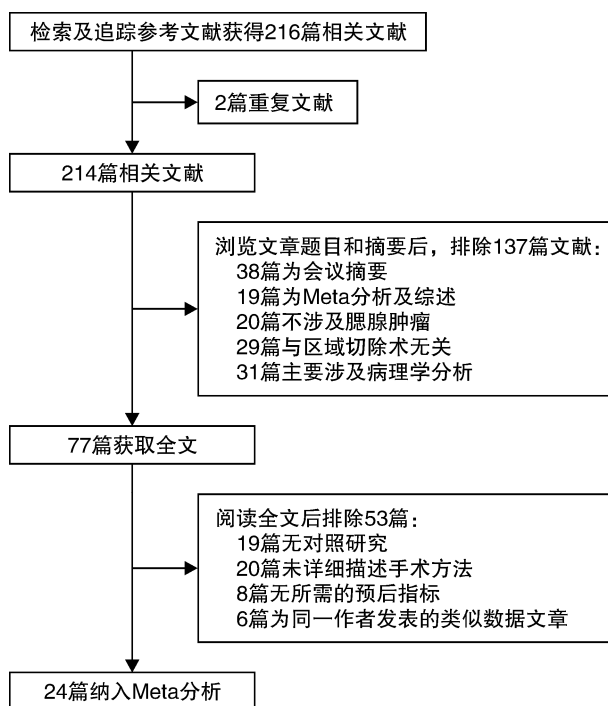 检索及追踪参考文献获得216篇相关文献
2篇重复文献
214篇相关文献
浏览文章题目和摘要后，排除137篇文献：
38篇为会议摘要
19篇为Meta分析及综述
20篇不涉及腮腺肿瘤
29篇与区域切除术无关
31篇主要涉及病理学分析
77篇获取全文
阅读全文后排除53篇：
19篇无对照研究
20篇未详细描述手术方法
8篇无所需的预后指标
6篇为同一作者发表的类似数据文章
24篇纳入Meta分析